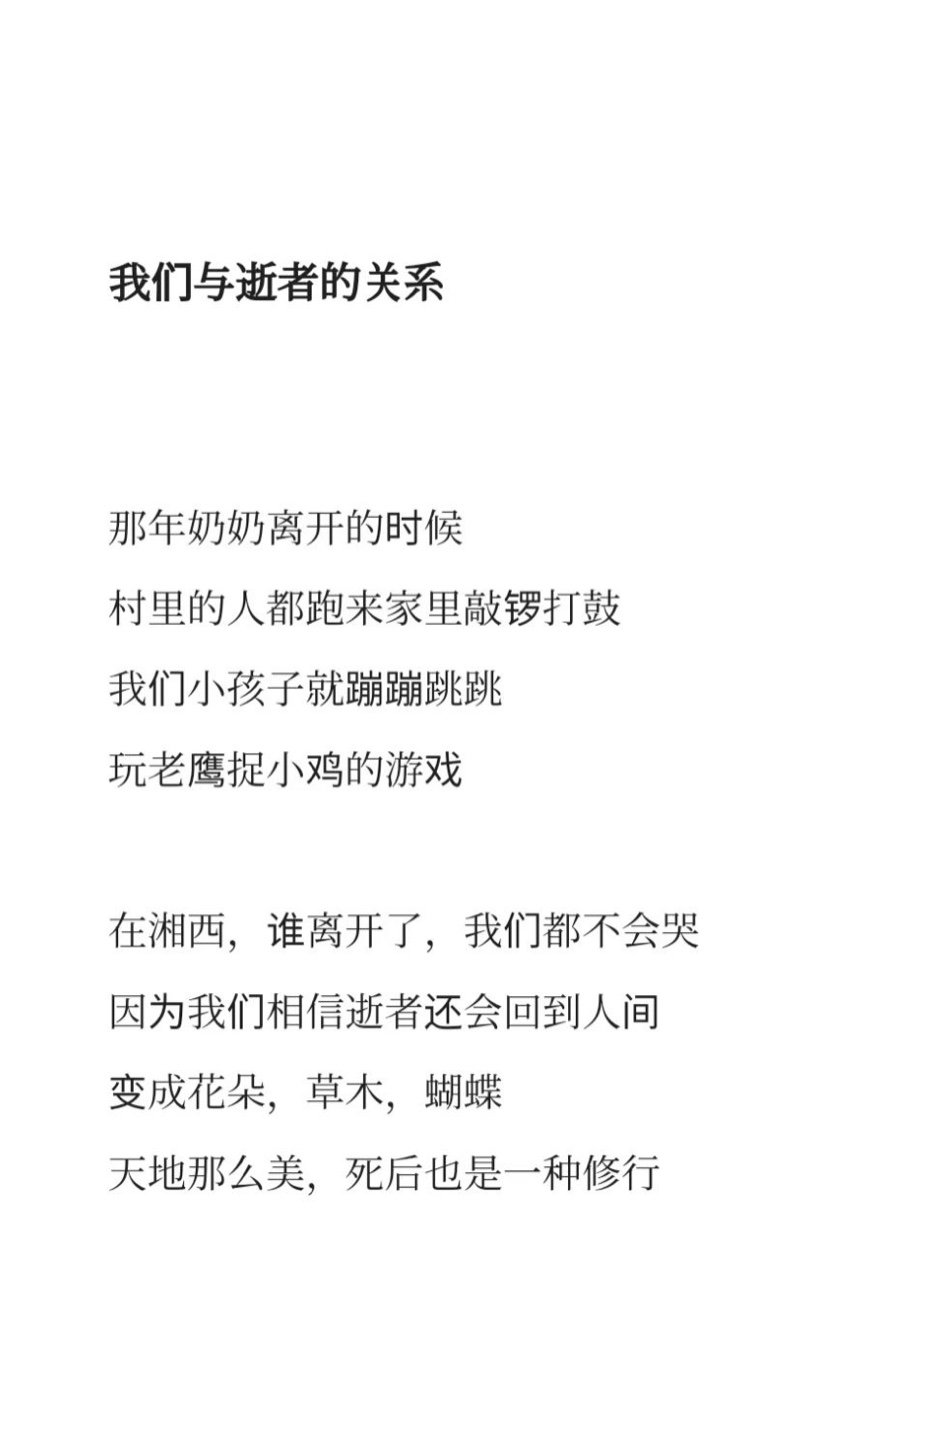 我们与逝者的关系
那年奶奶离开的时候
村里的人都跑来家里敲锣打鼓
我们小孩子就蹦蹦跳跳
玩老鹰捉小鸡的游戏
在湘西，谁离开了，我们都不会哭
因为我们相信逝者还会回到人间
变成花朵，草木，蝴蝶
天地那么美，死后也是一种修行